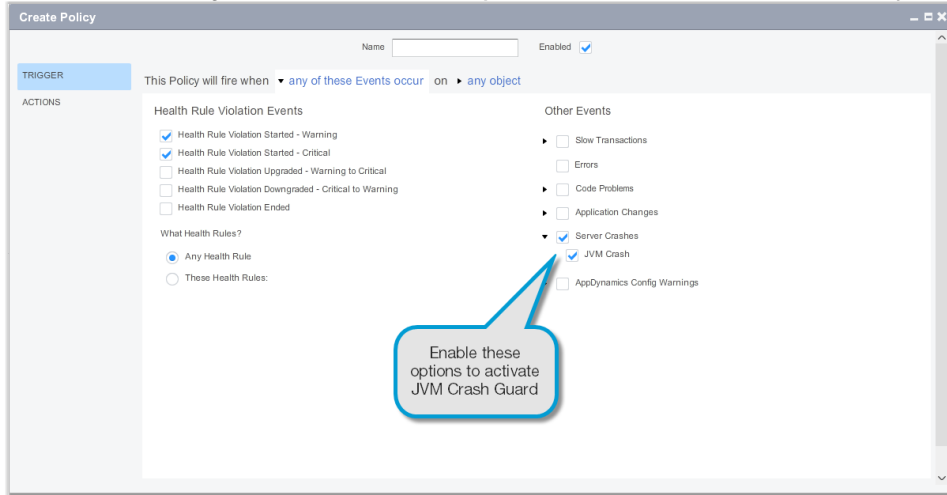 Create Policy
Name
Enabled
TRIGGER
ACTIONS
This Policy will fire when any of these Events occur on any object
Health Rule Violation Events
Health Rule Violation Started - Warning
Health Rule Violation Started - Critical
Health Rule Violation Upgraded - Warning to Critical
Health Rule Violation Downgraded - Critical to Warning
Health Rule Violation Ended
What Health Rules?
Any Health Rule
These Health Rules:
Other Events
Slow Transactions
Errors
Code Problems
Application Changes
Server Crashes
JVM Crash
AppDynamics Config Warnings
Enable these
options to activate
JVM Crash Guard